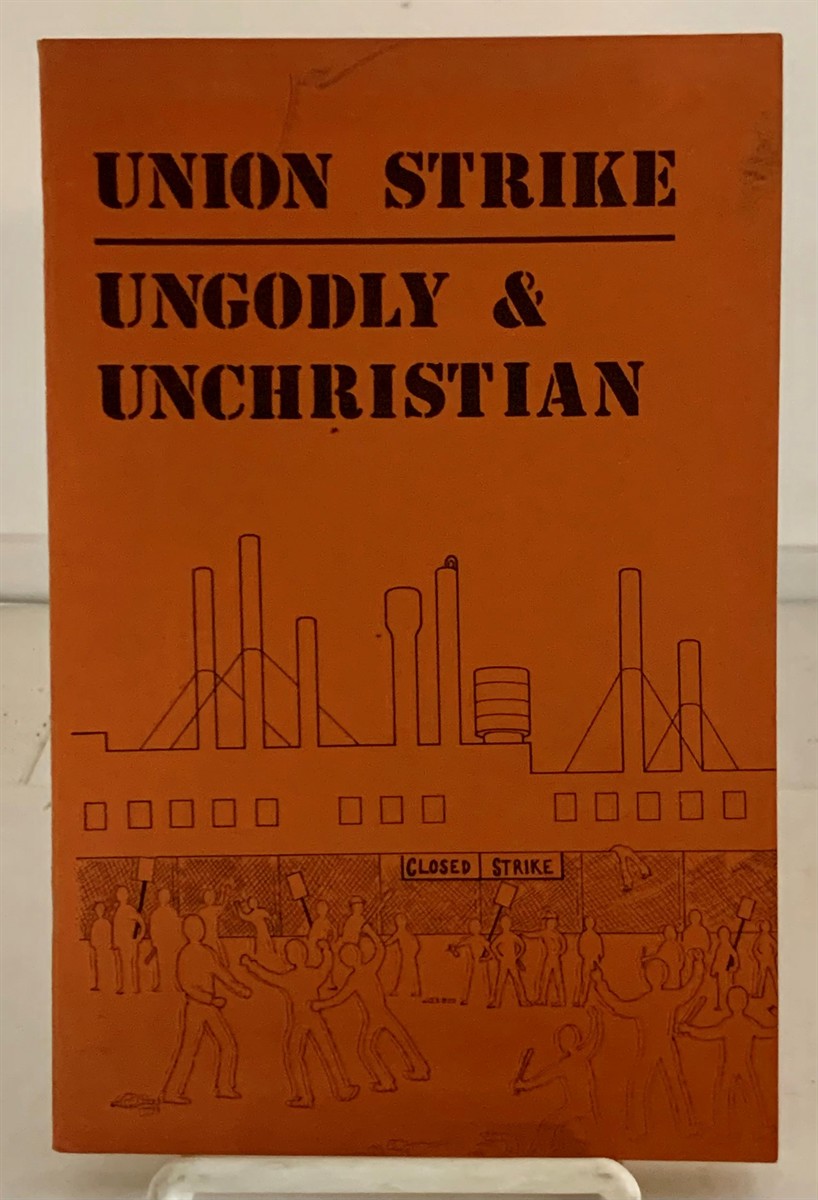 UNION STRIKE
UNGODLY &
UNCHRISTIAN
CLOSED STRIKE